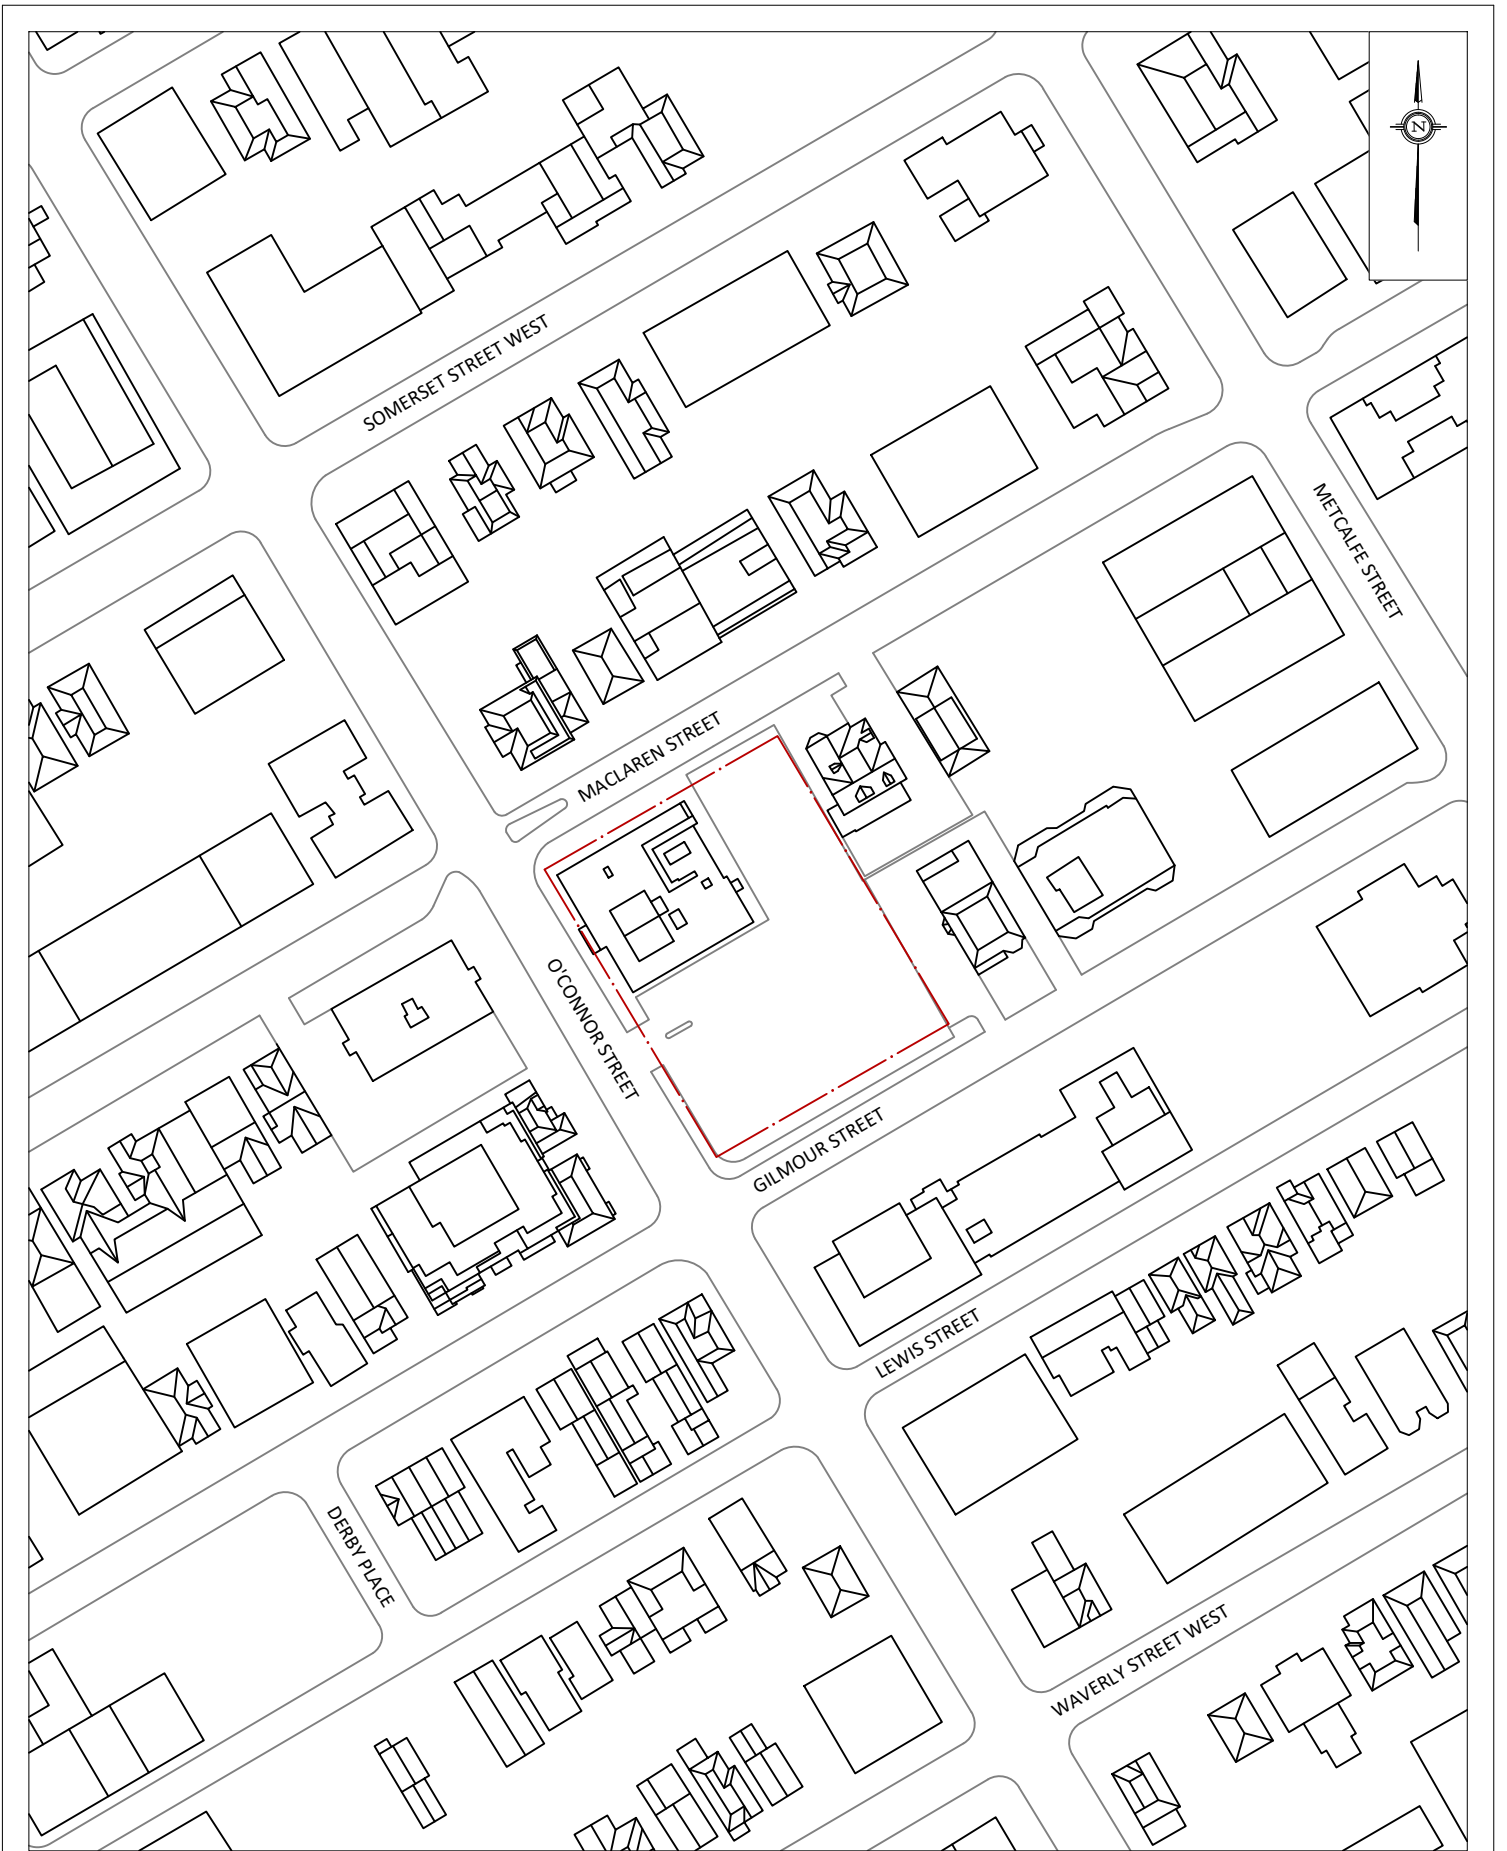 N
SOMERSET STREET WEST
METCALFE STREET
MACLAREN STREET
O'CONNOR STREET
GILMOUR STREET
LEWIS STREET
DERBY PLACE
WAVERLY STREET WEST